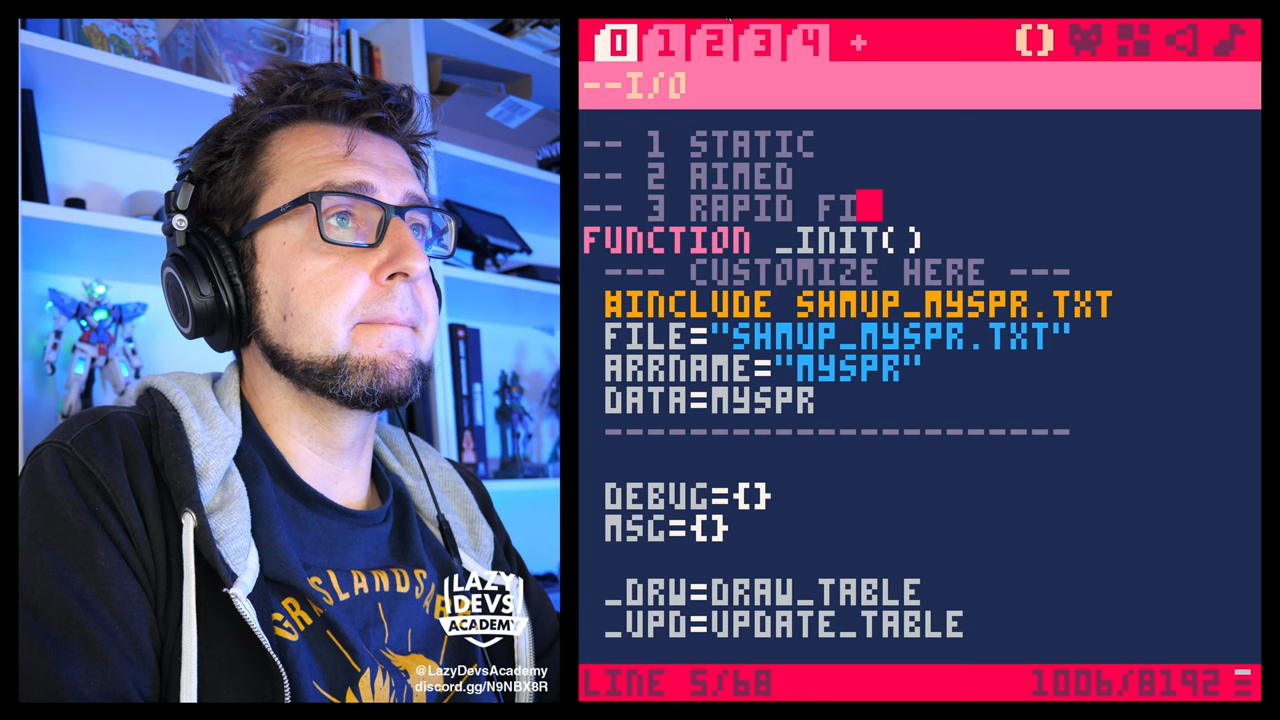 0 1 2 3 4 + ()
--I/O
-- 1 STATIC
-- 2 AIMED
-- 3 RAPID FI
FUNCTION _INIT()
--- CUSTOMIZE HERE ---
#INCLUDE SHMUP_MYSPR.TXT
FILE="SHMUP_MYSPR.TXT"
ARRNAME="MYSPR"
DATA=MYSPR
----------------------
DEBUG={}
MSG={}
_DRW=DRAW_TABLE
_UPD=UPDATE_TABLE
LINE 5/68 1006/8192
GRASSLANDS
LAZY
DEVS
ACADEMY
@LazyDevsAcademy
discord.gg/N9NBX8R